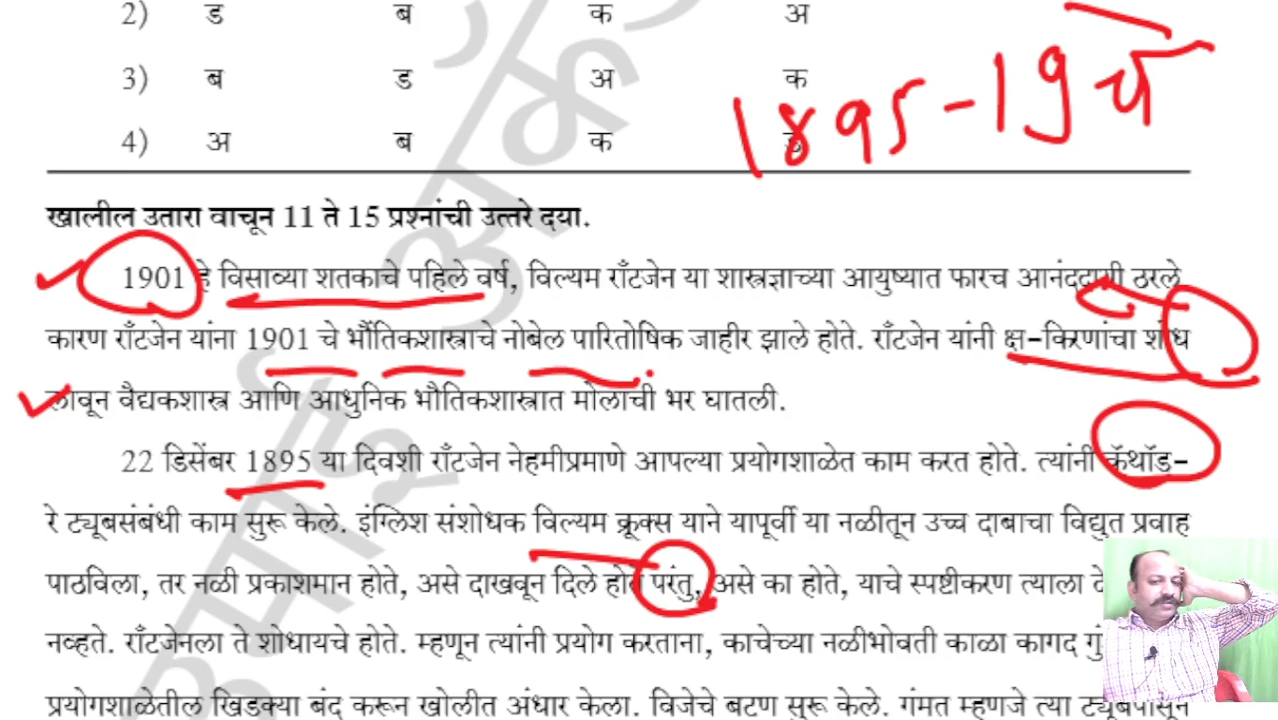 2) ड ब क अ
1895 - 19 चे
3) ब ड अ क
4) अ ब क ड
खालील उतारा वाचून 11 ते 15 प्रश्नांची उत्तरे दया.
1901 हे विसाव्या शतकाचे पहिले वर्ष, विल्यम राँटजेन या शास्त्रज्ञाच्या आयुष्यात फारच आनंददायी ठरले
कारण राँटजेन यांना 1901 चे भौतिकशास्त्राचे नोबेल पारितोषिक जाहीर झाले होते. राँटजेन यांनी क्ष-किरणांचा शोध
लावून वैद्यकशास्त्र आणि आधुनिक भौतिकशास्त्रात मोलाची भर घातली.
22 डिसेंबर 1895 या दिवशी राँटजेन नेहमीप्रमाणे आपल्या प्रयोगशाळेत काम करत होते. त्यांनी कॅथॉड-
रे ट्यूबसंबंधी काम सुरू केले. इंग्लिश संशोधक विल्यम क्रूक्स याने यापूर्वी या नळीतून उच्च दाबाचा विद्युत प्रवाह
पाठविला, तर नळी प्रकाशमान होते, असे दाखवून दिले होते परंतु, असे का होते, याचे स्पष्टीकरण त्याला
नव्हते. राँटजेनला ते शोधायचे होते. म्हणून त्यांनी प्रयोग करताना, काचेच्या नळीभोवती काळा कागद
प्रयोगशाळेतील खिडक्या बंद करून खोलीत अंधार केला. विजेचे बटण सुरू केले. गंमत म्हणजे त्या ट्यूबपासून